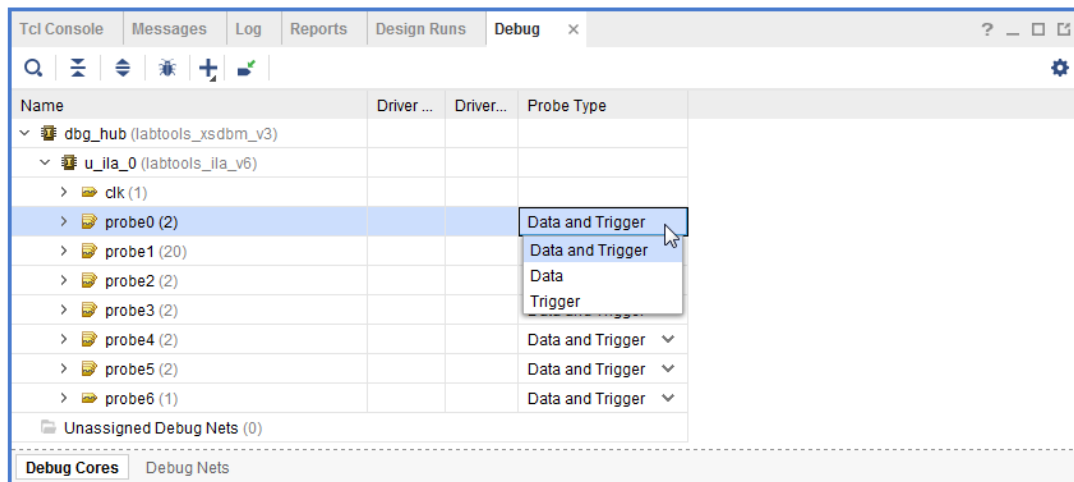 Tcl Console Messages Log Reports Design Runs Debug × ? _
Name Driver ... Driver... Probe Type
dbg_hub (labtools_xsdbm_v3)
u_ila_0 (labtools_ila_v6)
clk (1)
probe0 (2) Data and Trigger
probe1 (20) Data and Trigger
probe2 (2) Data
probe3 (2) Trigger
probe4 (2) Data and Trigger
probe5 (2) Data and Trigger
probe6 (1) Data and Trigger
Unassigned Debug Nets (0)
Debug Cores Debug Nets